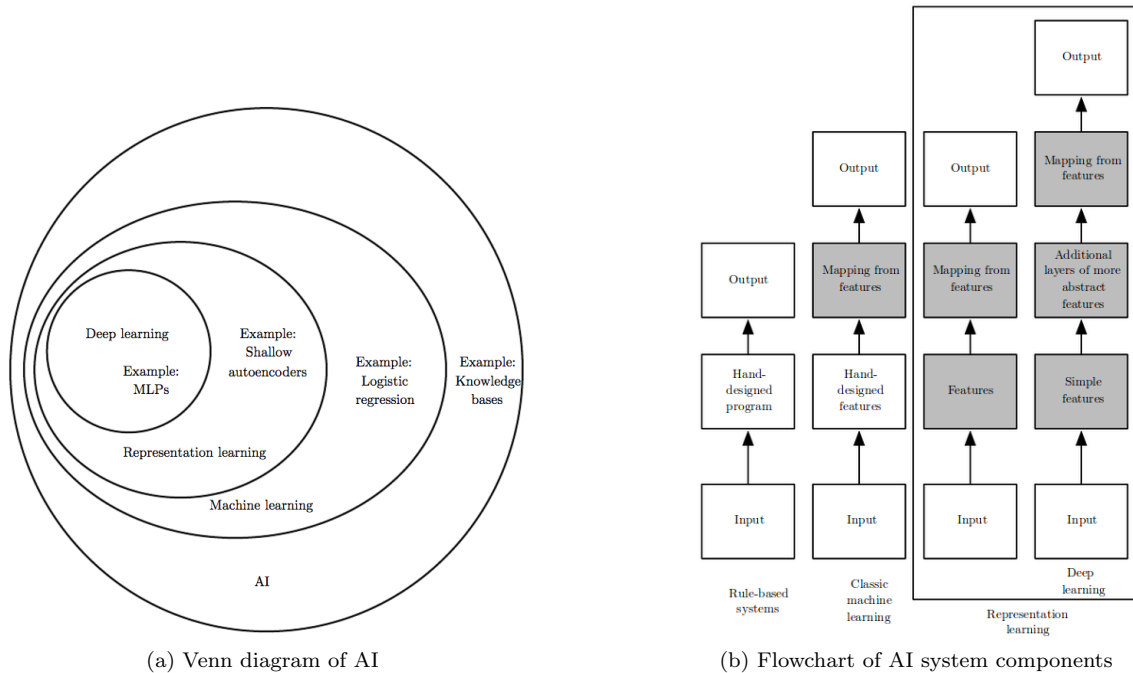 Deep learning
Example:
MLPs
Example:
Shallow
autoencoders
Example:
Logistic
regression
Example:
Knowledge
bases
Representation learning
Machine learning
AI
(a) Venn diagram of AI
Output
Output
Output
Mapping from
features
Output
Mapping from
features
Mapping from
features
Additional
layers of more
abstract
features
Hand-
designed
program
Hand-
designed
features
Features
Simple
features
Input
Input
Input
Input
Rule-based
systems
Classic
machine
learning
Deep
learning
Representation
learning
(b) Flowchart of AI system components